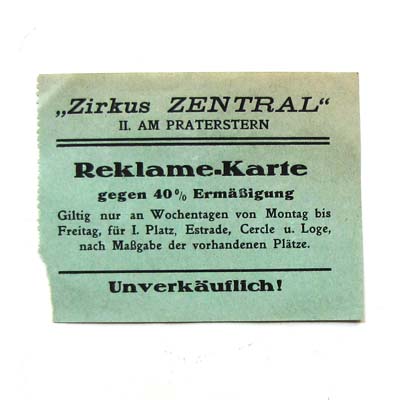 „Zirkus ZENTRAL“
II. AM PRATERSTERN
Reklame-Karte
gegen 40% Ermäßigung
Giltig nur an Wochentagen von Montag bis
Freitag, für I. Platz, Estrade, Cercle u. Loge,
nach Maßgabe der vorhandenen Plätze.
Unverkäuflich!